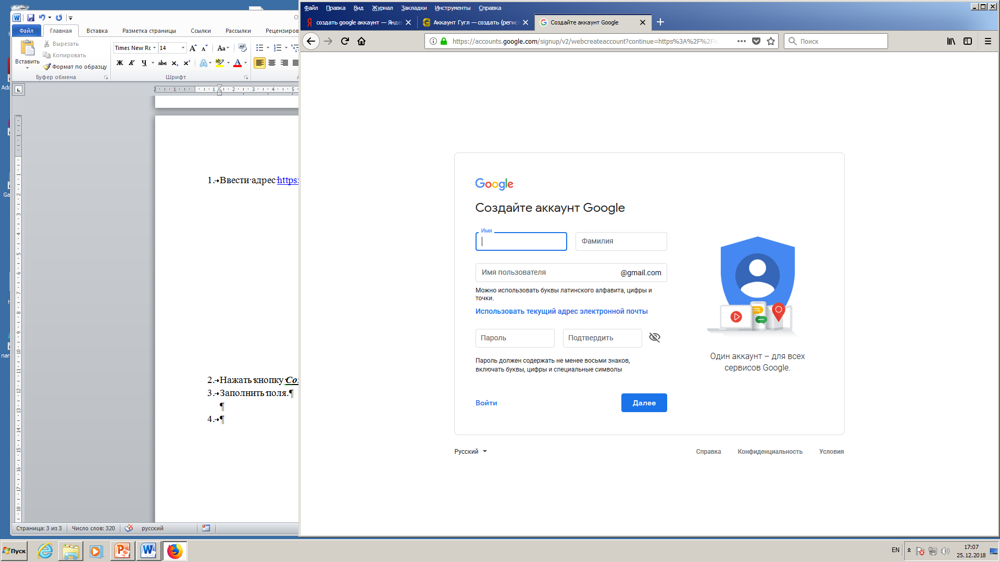 Файл Главная Вставка Разметка страницы Ссылки Рассылки Рецензиров
Вставить
Вырезать
Копировать
Формат по образцу
Буфер обмена
Times New Rc 14
Ж К Ч abc x₂ x²
Шрифт
1. Ввести адрес https:
2. Нажать кнопку Со
3. Заполнить поля.¶
¶
4. ¶
Страница: 3 из 3 Число слов: 320 русский
Файл Правка Вид Журнал Закладки Инструменты Справка
создать google аккаунт — Янде
Аккаунт Гугл — создать (регис
Создайте аккаунт Google
https://accounts.google.com/signup/v2/webcreateaccount?continue=https%3A%2F%2Fa
Поиск
Google
Создайте аккаунт Google
Имя
Фамилия
Имя пользователя @gmail.com
Можно использовать буквы латинского алфавита, цифры и
точки.
Использовать текущий адрес электронной почты
Пароль Подтвердить
Пароль должен содержать не менее восьми знаков,
включать буквы, цифры и специальные символы
Войти Далее
Один аккаунт – для всех
сервисов Google.
Русский
Справка Конфиденциальность Условия
Пуск
EN
17:07
25.12.2018